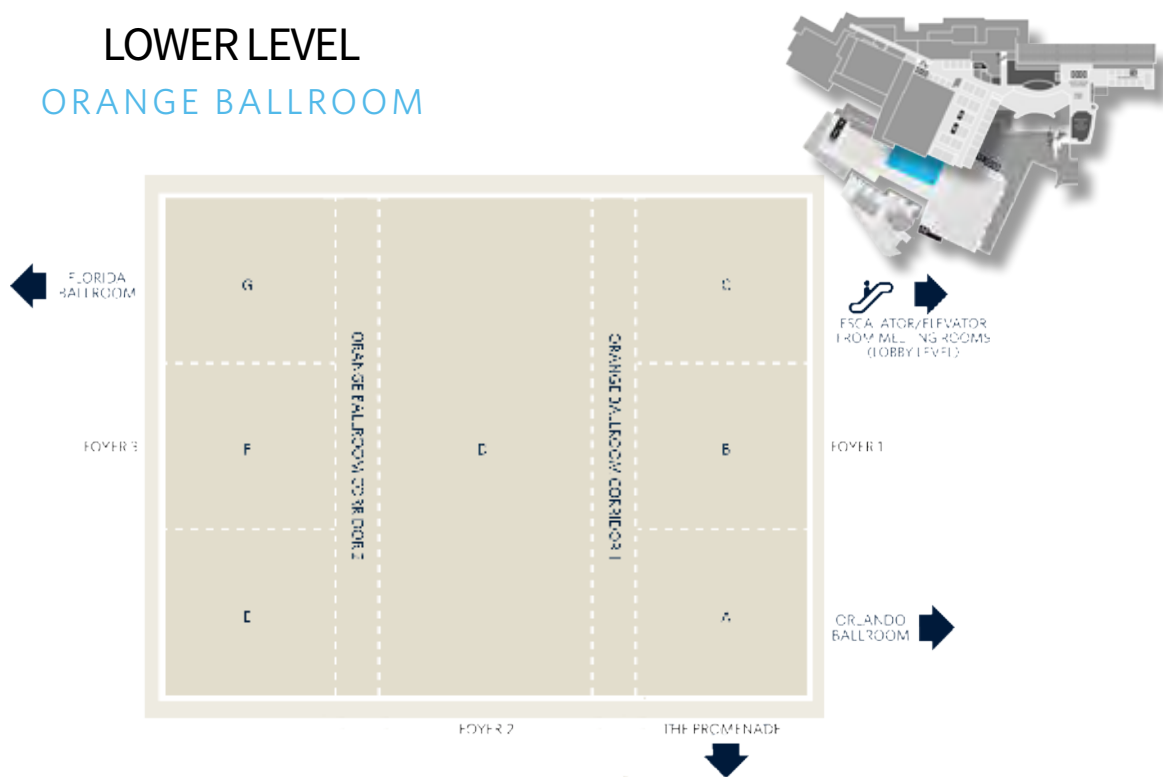 LOWER LEVEL
ORANGE BALLROOM
FLORIDA
BALLROOM
G
C
ESCALATOR/ELEVATOR
FROM MEETING ROOMS
(LOBBY LEVEL)
ORANGE BALLROOM CORRIDOR 2
ORANGE BALLROOM CORRIDOR 1
FOYER 3
F
D
B
FOYER 1
E
A
ORLANDO
BALLROOM
FOYER 2
THE PROMENADE